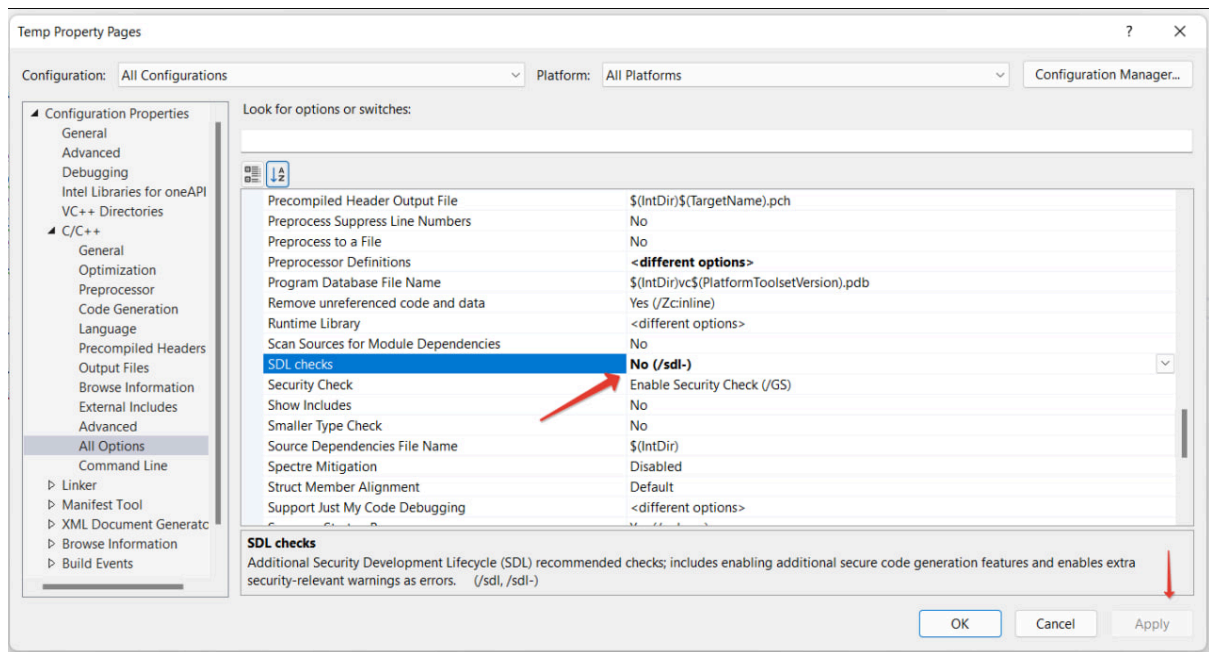 Temp Property Pages
?
Configuration: All Configurations Platform: All Platforms Configuration Manager...
Configuration Properties
General
Advanced
Debugging
Intel Libraries for oneAPI
VC++ Directories
C/C++
General
Optimization
Preprocessor
Code Generation
Language
Precompiled Headers
Output Files
Browse Information
External Includes
Advanced
All Options
Command Line
Linker
Manifest Tool
XML Document Generatc
Browse Information
Build Events
Look for options or switches:
Precompiled Header Output File $(IntDir)$(TargetName).pch
Preprocess Suppress Line Numbers No
Preprocess to a File No
Preprocessor Definitions <different options>
Program Database File Name $(IntDir)vc$(PlatformToolsetVersion).pdb
Remove unreferenced code and data Yes (/Zc:inline)
Runtime Library <different options>
Scan Sources for Module Dependencies No
SDL checks No (/sdl-)
Security Check Enable Security Check (/GS)
Show Includes No
Smaller Type Check No
Source Dependencies File Name $(IntDir)
Spectre Mitigation Disabled
Struct Member Alignment Default
Support Just My Code Debugging <different options>
SDL checks
Additional Security Development Lifecycle (SDL) recommended checks; includes enabling additional secure code generation features and enables extra
security-relevant warnings as errors. (/sdl, /sdl-)
OK Cancel Apply